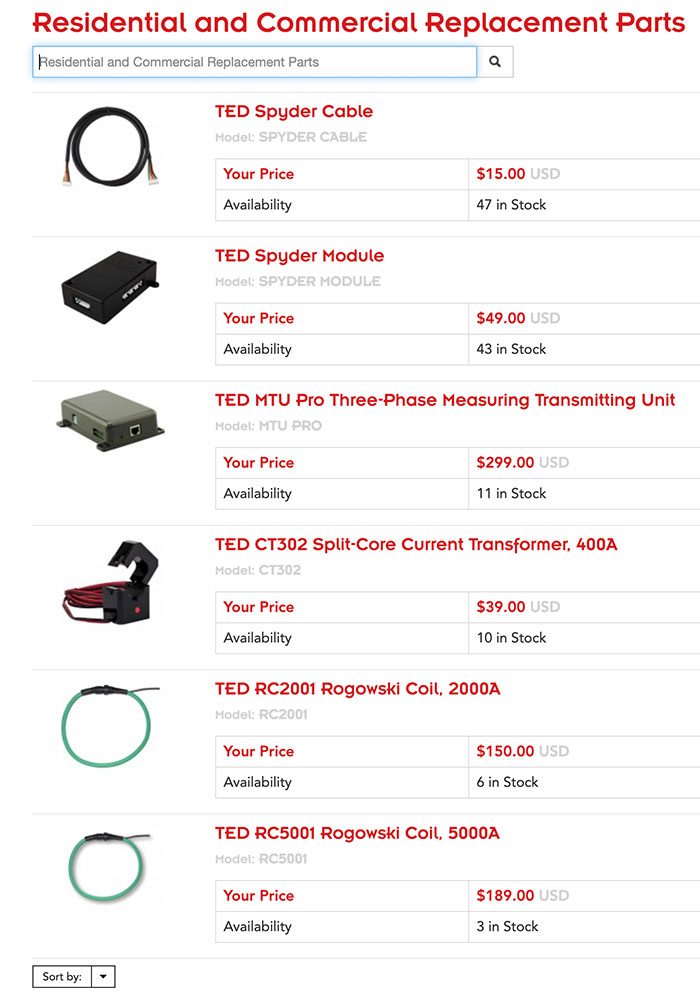 Residential and Commercial Replacement Parts
Residential and Commercial Replacement Parts
TED Spyder Cable
Model: SPYDER CABLE
Your Price $15.00 USD
Availability 47 in Stock
TED Spyder Module
Model: SPYDER MODULE
Your Price $49.00 USD
Availability 43 in Stock
TED MTU Pro Three-Phase Measuring Transmitting Unit
Model: MTU PRO
Your Price $299.00 USD
Availability 11 in Stock
TED CT302 Split-Core Current Transformer, 400A
Model: CT302
Your Price $39.00 USD
Availability 10 in Stock
TED RC2001 Rogowski Coil, 2000A
Model: RC2001
Your Price $150.00 USD
Availability 6 in Stock
TED RC5001 Rogowski Coil, 5000A
Model: RC5001
Your Price $189.00 USD
Availability 3 in Stock
Sort by: